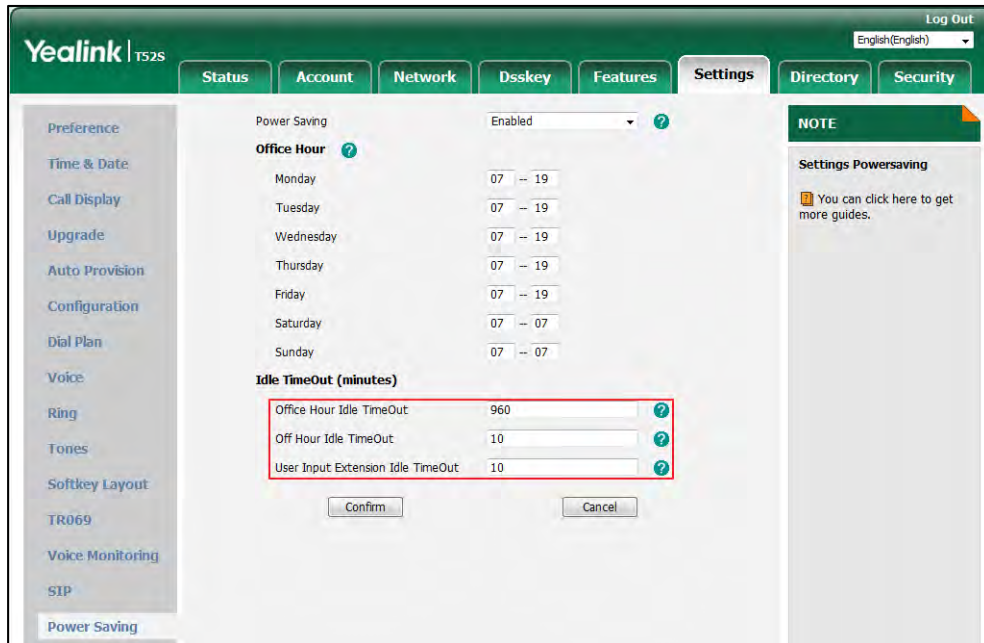 Log Out
English(English)
Yealink T52S
Status Account Network Dsskey Features Settings Directory Security
Preference
Time & Date
Call Display
Upgrade
Auto Provision
Configuration
Dial Plan
Voice
Ring
Tones
Softkey Layout
TR069
Voice Monitoring
SIP
Power Saving
Power Saving Enabled ?
Office Hour ?
Monday 07 -- 19
Tuesday 07 -- 19
Wednesday 07 -- 19
Thursday 07 -- 19
Friday 07 -- 19
Saturday 07 -- 07
Sunday 07 -- 07
Idle TimeOut (minutes)
Office Hour Idle TimeOut 960 ?
Off Hour Idle TimeOut 10 ?
User Input Extension Idle TimeOut 10 ?
Confirm Cancel
NOTE
Settings Powersaving
? You can click here to get
more guides.